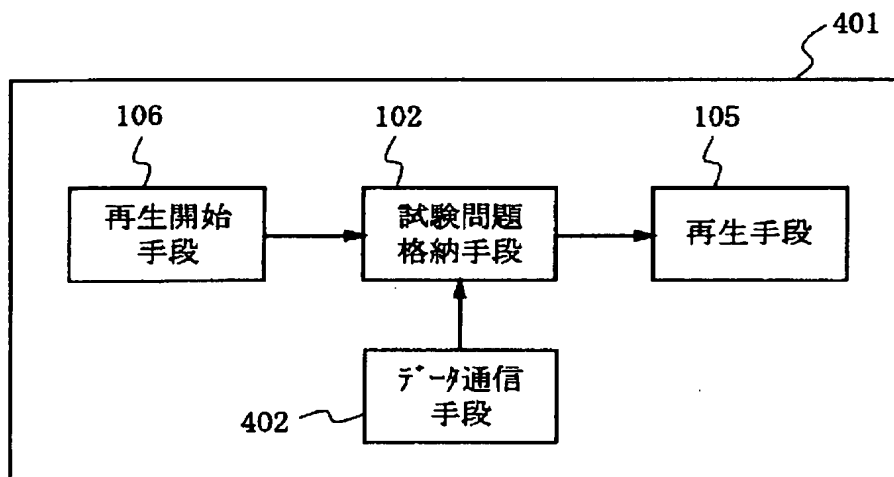 401
106
102
105
再生開始
手段
試験問題
格納手段
再生手段
データ通信
手段
402